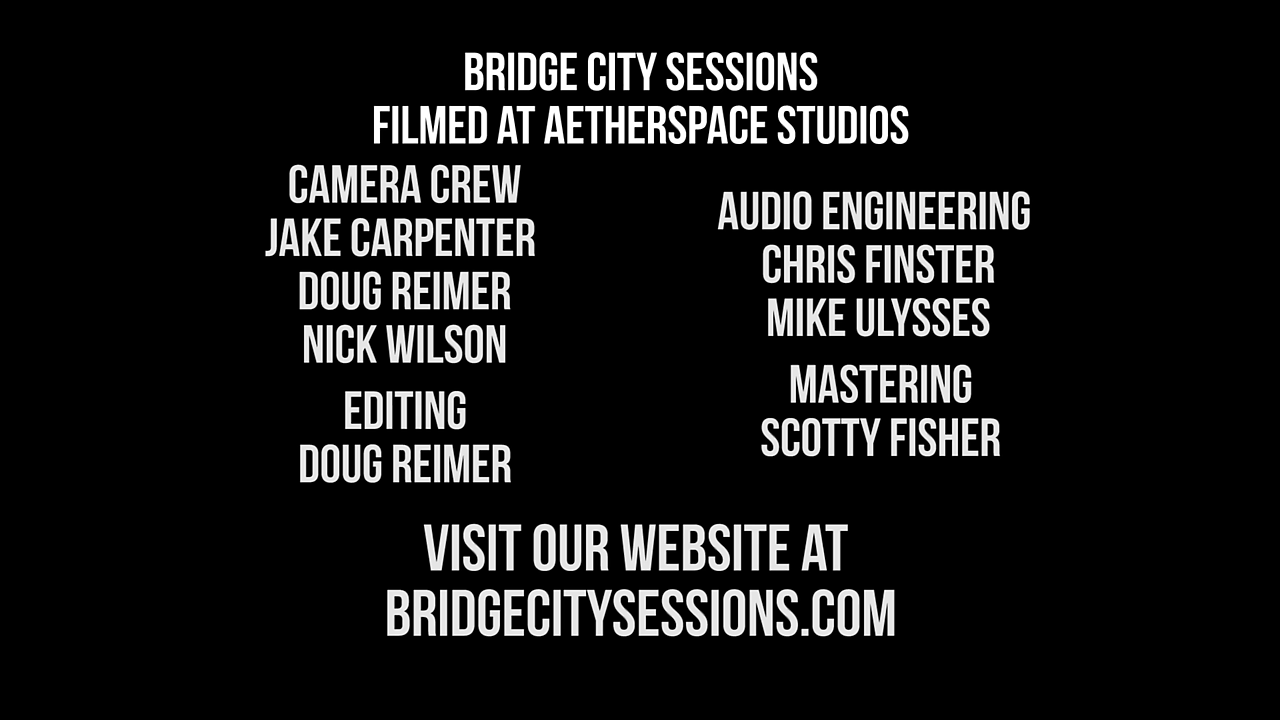 BRIDGE CITY SESSIONS
FILMED AT AETHERSPACE STUDIOS
CAMERA CREW
JAKE CARPENTER
DOUG REIMER
NICK WILSON
EDITING
DOUG REIMER
AUDIO ENGINEERING
CHRIS FINSTER
MIKE ULYSSES
MASTERING
SCOTTY FISHER
VISIT OUR WEBSITE AT
BRIDGECITYSESSIONS.COM